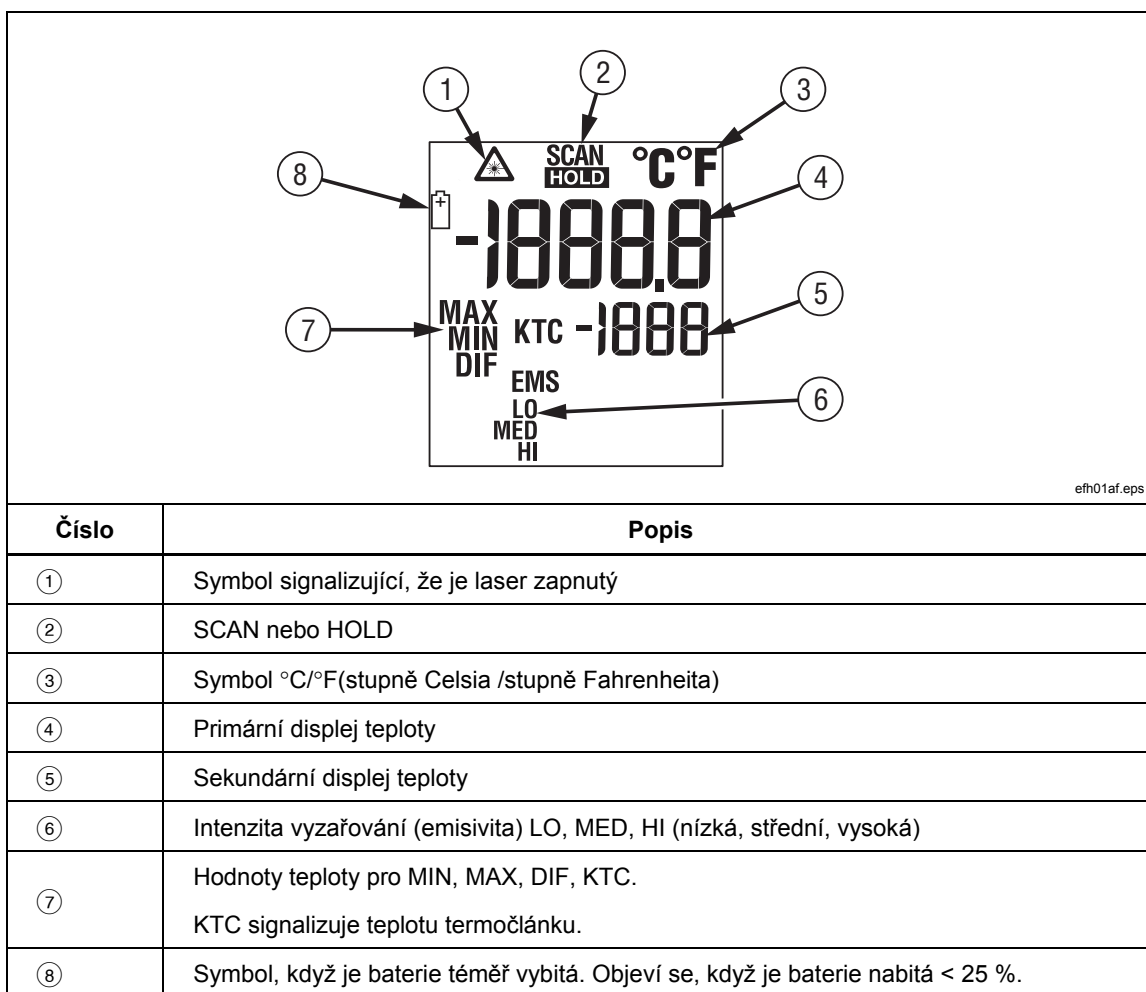 1
2
3
8
SCAN
HOLD
°C°F
4
-1888.8
5
7
MAX
MIN
DIF
KTC -1888
EMS
LO
MED
HI
6
efh01af.eps
Číslo Popis
① Symbol signalizující, že je laser zapnutý
② SCAN nebo HOLD
③ Symbol °C/°F(stupně Celsia /stupně Fahrenheita)
④ Primární displej teploty
⑤ Sekundární displej teploty
⑥ Intenzita vyzařování (emisivita) LO, MED, HI (nízká, střední, vysoká)
⑦ Hodnoty teploty pro MIN, MAX, DIF, KTC.
KTC signalizuje teplotu termočlánku.
⑧ Symbol, když je baterie téměř vybitá. Objeví se, když je baterie nabitá < 25 %.